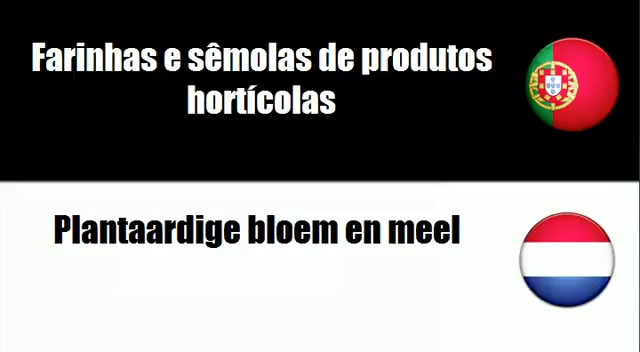 Farinhas e sêmolas de produtos
hortícolas
Plantaardige bloem en meel